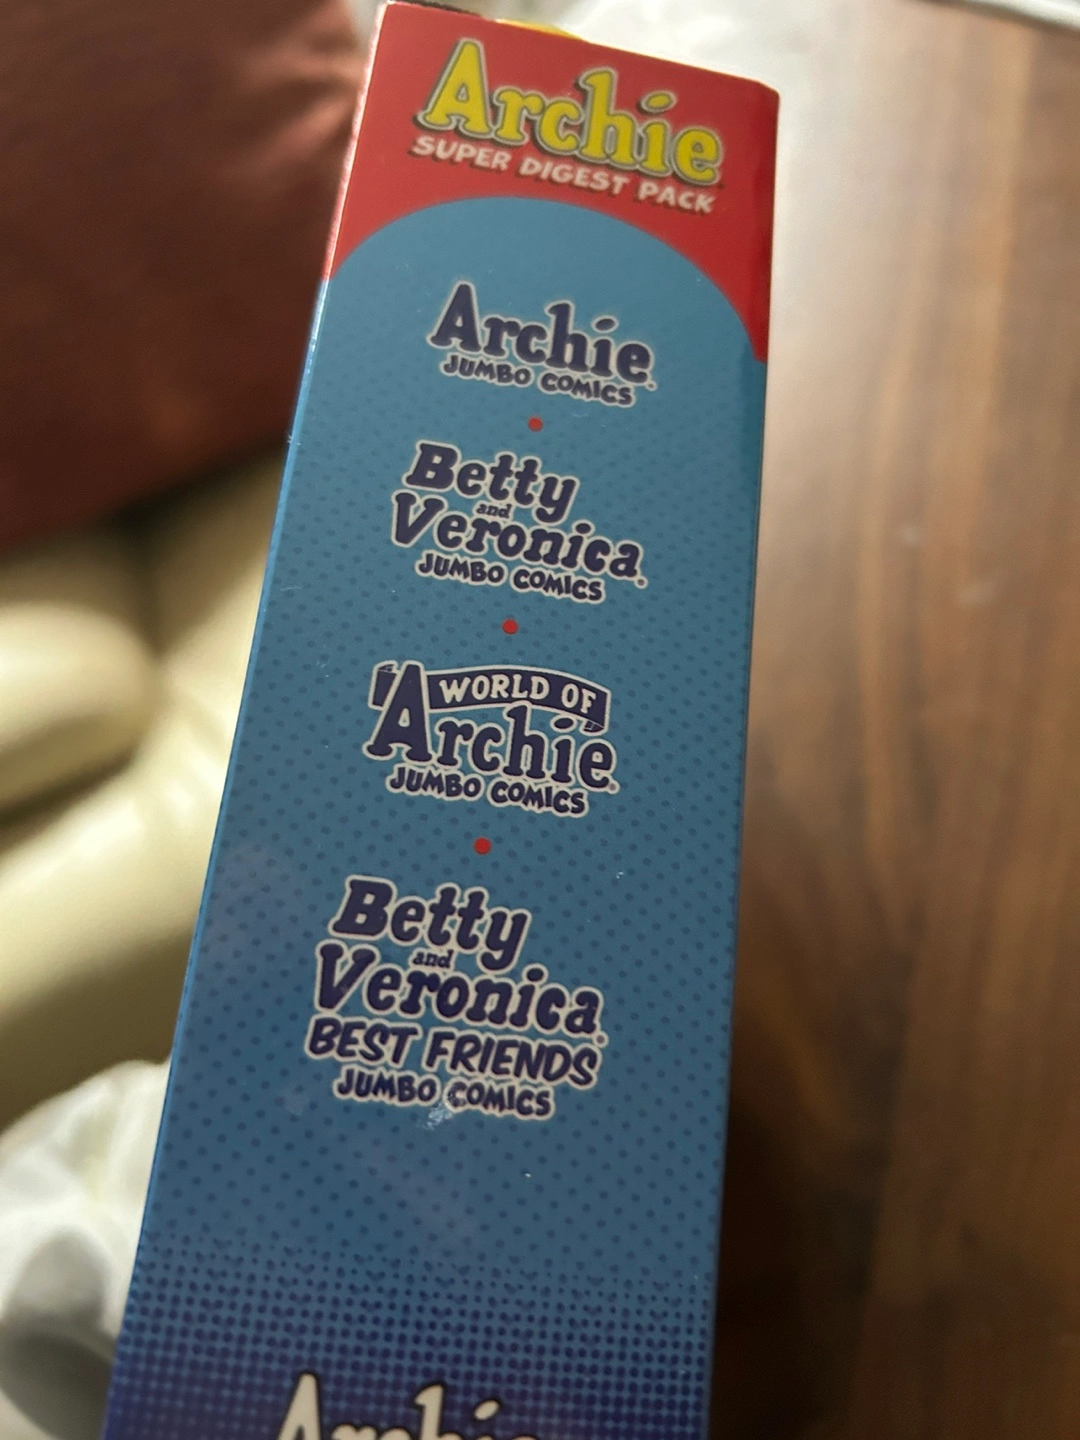 Archie
SUPER DIGEST PACK
Archie
JUMBO COMICS
Betty
and
Veronica
JUMBO COMICS
WORLD OF
Archie
JUMBO COMICS
Betty
and
Veronica
BEST FRIENDS
JUMBO COMICS
Archie